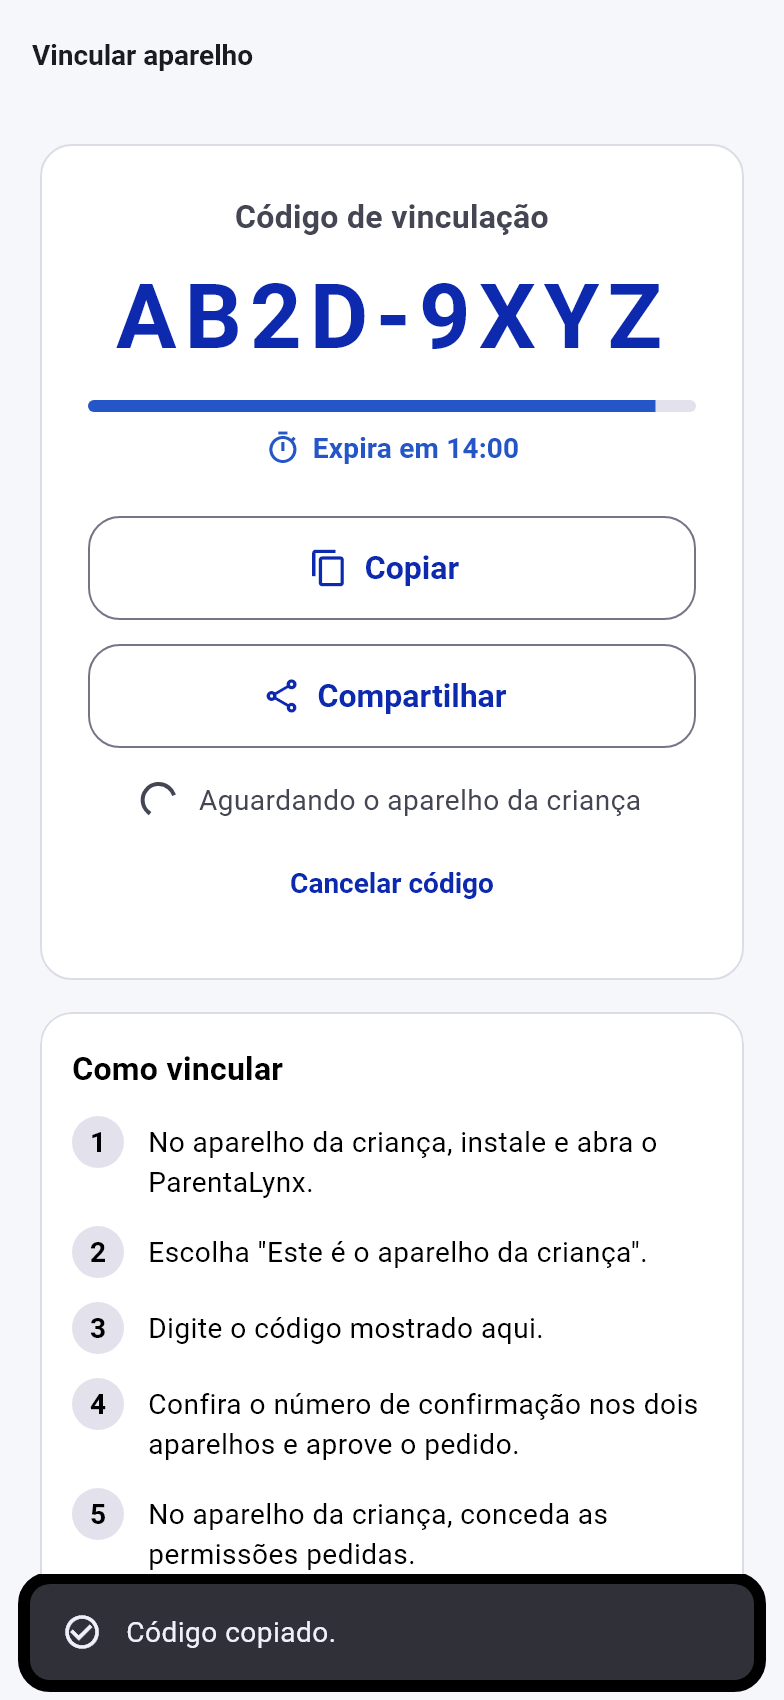 Vincular aparelho
Código de vinculação
AB2D-9XYZ
Expira em 14:00
Copiar
Compartilhar
Aguardando o aparelho da criança
Cancelar código
Como vincular
1 No aparelho da criança, instale e abra o
ParentaLynx.
2 Escolha "Este é o aparelho da criança".
3 Digite o código mostrado aqui.
4 Confira o número de confirmação nos dois
aparelhos e aprove o pedido.
5 No aparelho da criança, conceda as
permissões pedidas.
Código copiado.